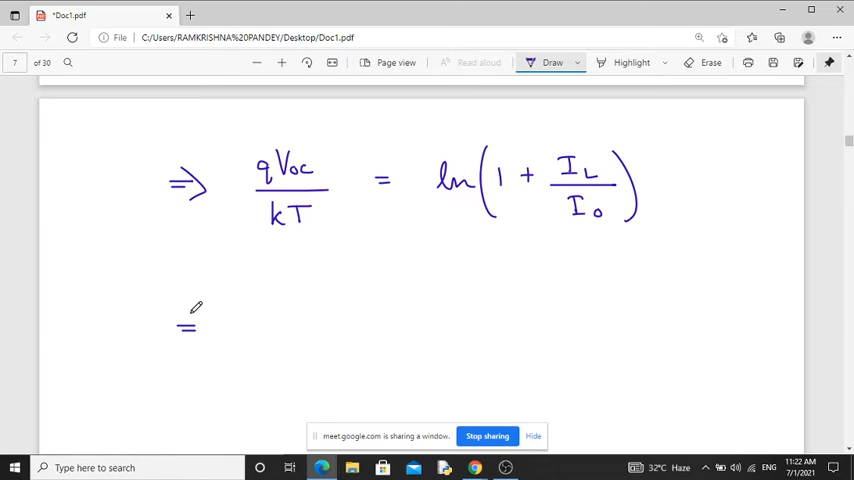 *Doc1.pdf
File C:/Users/RAMKRISHNA%20PANDEY/Desktop/Doc1.pdf
7 of 30 Page view Read aloud Draw Highlight Erase
⇒ qVoc/kT = ln(1 + I_L/I_0)
=
meet.google.com is sharing a window. Stop sharing Hide
Type here to search 32°C Haze ENG 11:22 AM
7/1/2021